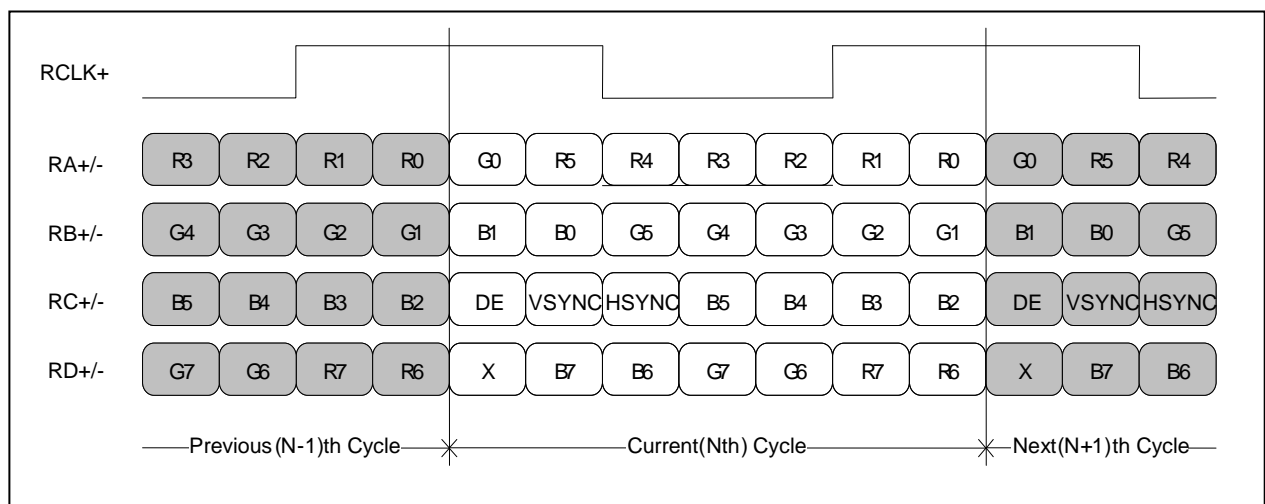 RCLK+
RA+/- R3 R2 R1 R0 G0 R5 R4 R3 R2 R1 R0 G0 R5 R4
RB+/- G4 G3 G2 G1 B1 B0 G5 G4 G3 G2 G1 B1 B0 G5
RC+/- B5 B4 B3 B2 DE VSYNC HSYNC B5 B4 B3 B2 DE VSYNC HSYNC
RD+/- G7 G6 R7 R6 X B7 B6 G7 G6 R7 R6 X B7 B6
Previous (N-1)th Cycle Current(Nth) Cycle Next(N+1)th Cycle